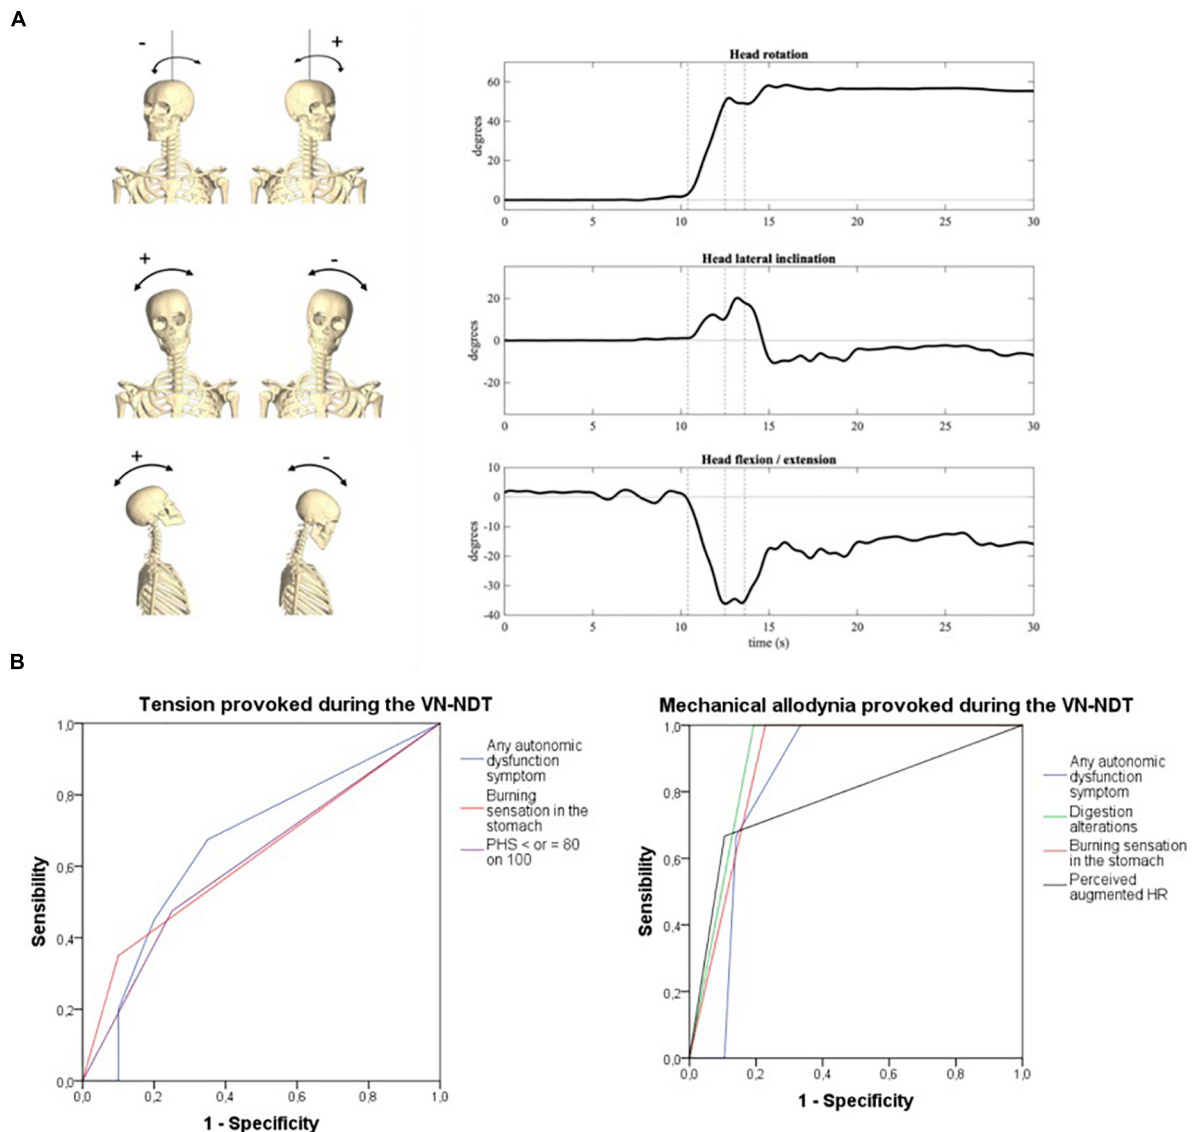 A
-
+
Head rotation
degrees
60
40
20
0
0 5 10 15 20 25 30
+
-
Head lateral inclination
degrees
20
0
-20
0 5 10 15 20 25 30
+
-
Head flexion / extension
degrees
10
0
-10
-20
-30
-40
0 5 10 15 20 25 30
time (s)
B
Tension provoked during the VN-NDT
Sensibility
1,0
0,8
0,6
0,4
0,2
0,0
0,0 0,2 0,4 0,6 0,8 1,0
1 - Specificity
Any autonomic
dysfunction
symptom
Burning
sensation in the
stomach
PHS < or = 80
on 100
Mechanical allodynia provoked during the VN-NDT
Sensibility
1,0
0,8
0,6
0,4
0,2
0,0
0,0 0,2 0,4 0,6 0,8 1,0
1 - Specificity
Any autonomic
dysfunction
symptom
Digestion
alterations
Burning sensation
in the stomach
Perceived
augmented HR